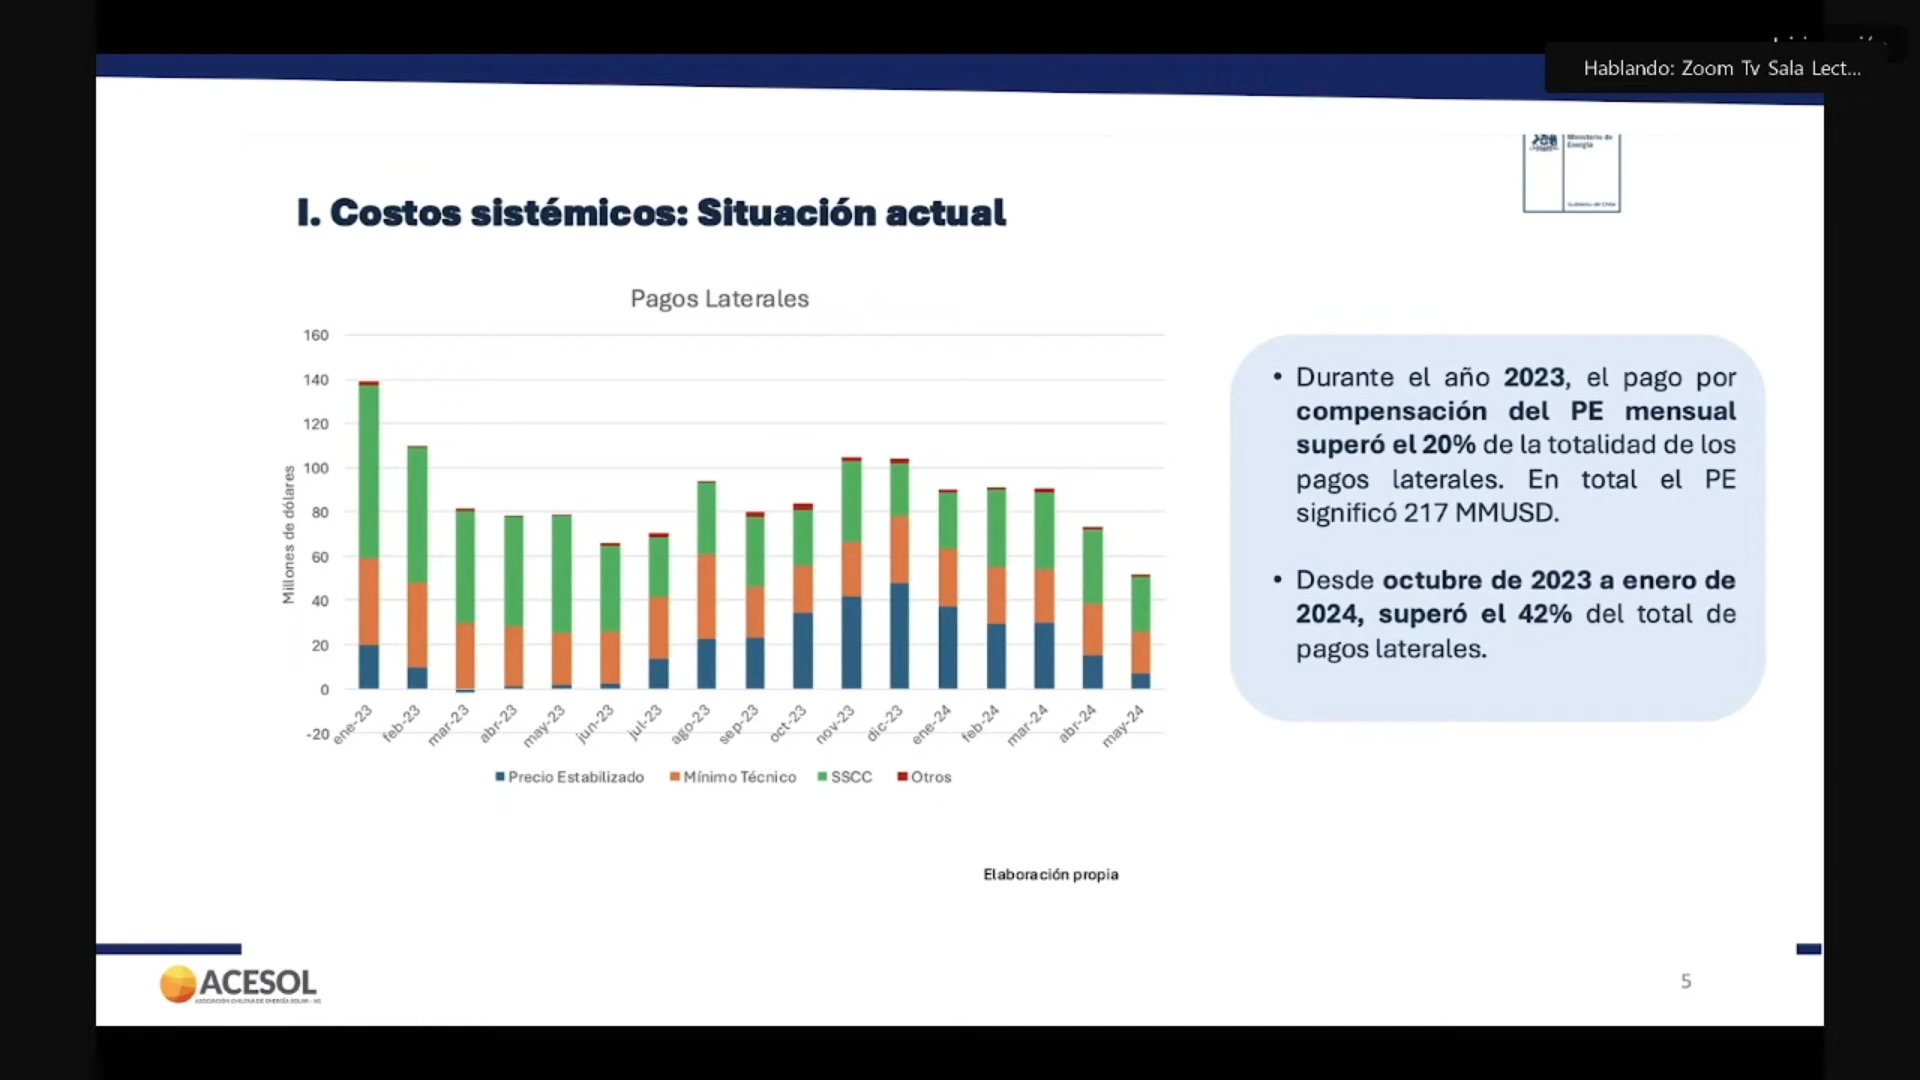 Hablando: Zoom Tv Sala Lect...
Ministerio de
Energía
Gobierno de Chile
I. Costos sistémicos: Situación actual
Pagos Laterales
Millones de dólares
160
140
120
100
80
60
40
20
0
-20
ene-23
feb-23
mar-23
abr-23
may-23
jun-23
jul-23
ago-23
sep-23
oct-23
nov-23
dic-23
ene-24
feb-24
mar-24
abr-24
may-24
Precio Estabilizado Mínimo Técnico SSCC Otros
• Durante el año 2023, el pago por
compensación del PE mensual
superó el 20% de la totalidad de los
pagos laterales. En total el PE
significó 217 MMUSD.
• Desde octubre de 2023 a enero de
2024, superó el 42% del total de
pagos laterales.
Elaboración propia
ACESOL
ASOCIACIÓN CHILENA DE ENERGÍA SOLAR - AG
5